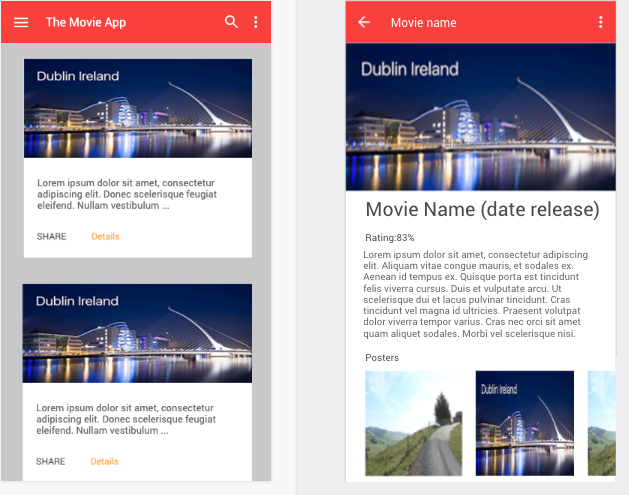 The Movie App
Dublin Ireland
Lorem ipsum dolor sit amet, consectetur
adipiscing elit. Donec scelerisque feugiat
eleifend. Nullam vestibulum ...
SHARE Details
Dublin Ireland
Lorem ipsum dolor sit amet, consectetur
adipiscing elit. Donec scelerisque feugiat
eleifend. Nullam vestibulum ...
SHARE Details
Movie name
Dublin Ireland
Movie Name (date release)
Rating:83%
Lorem ipsum dolor sit amet, consectetur adipiscing
elit. Aliquam vitae congue mauris, et sodales ex.
Aenean id tempus ex. Quisque porta est tincidunt
felis viverra cursus. Duis et vulputate arcu. Ut
scelerisque dui et lacus pulvinar tincidunt. Cras
tincidunt vel magna id ultricies. Praesent volutpat
dolor viverra tempor varius. Cras nec orci sit amet
quam aliquet sodales. Morbi vel scelerisque nisi.
Posters
Dublin Ireland